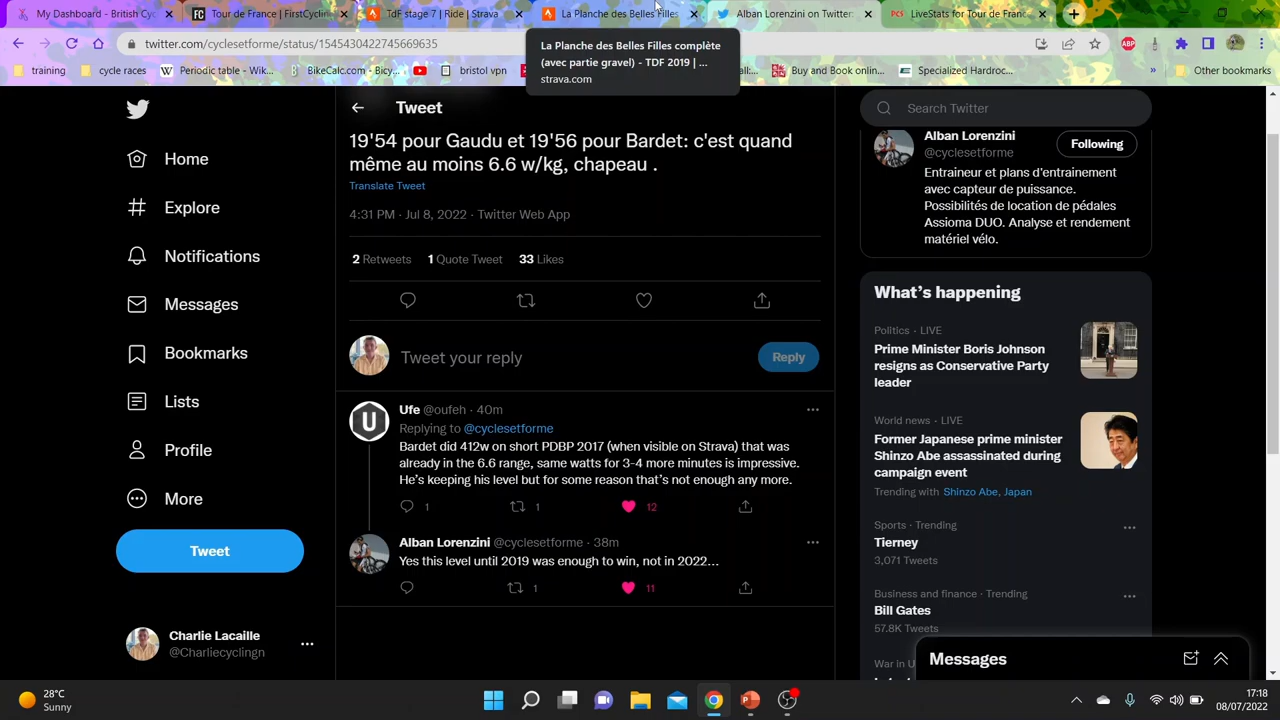 My Dashboard - British Cy
Tour de France | FirstCycling
TdF stage 7 | Ride | Strava
La Planche des Belles Filles
Alban Lorenzini on Twitter:
LiveStats for Tour de France
twitter.com/cyclesetforme/status/1545430422745669635
training
cycle races
Periodic table - Wik...
BikeCalc.com - Bicy...
bristol vpn
Buy and Book online...
Specialized Hardroc...
»
Other bookmarks
La Planche des Belles Filles complète
(avec partie gravel) - TDF 2019 | ...
strava.com
Home
Explore
Notifications
Messages
Bookmarks
Lists
Profile
More
Tweet
Charlie Lacaille
@Charliecyclingn
Tweet
19'54 pour Gaudu et 19'56 pour Bardet: c'est quand
même au moins 6.6 w/kg, chapeau .
Translate Tweet
4:31 PM · Jul 8, 2022 · Twitter Web App
2 Retweets 1 Quote Tweet 33 Likes
Tweet your reply
Reply
Ufe @oufeh · 40m
Replying to @cyclesetforme
Bardet did 412w on short PDBP 2017 (when visible on Strava) that was
already in the 6.6 range, same watts for 3-4 more minutes is impressive.
He's keeping his level but for some reason that's not enough any more.
1 1 12
Alban Lorenzini @cyclesetforme · 38m
Yes this level until 2019 was enough to win, not in 2022...
1 11
Search Twitter
Alban Lorenzini
@cyclesetforme
Following
Entraineur et plans d'entrainement
avec capteur de puissance.
Possibilités de location de pédales
Assioma DUO. Analyse et rendement
matériel vélo.
What's happening
Politics · LIVE
Prime Minister Boris Johnson
resigns as Conservative Party
leader
World news · LIVE
Former Japanese prime minister
Shinzo Abe assassinated during
campaign event
Trending with Shinzo Abe, Japan
Sports · Trending
Tierney
3,071 Tweets
Business and finance · Trending
Bill Gates
57.8K Tweets
War in U
Messages
28°C
Sunny
17:18
08/07/2022